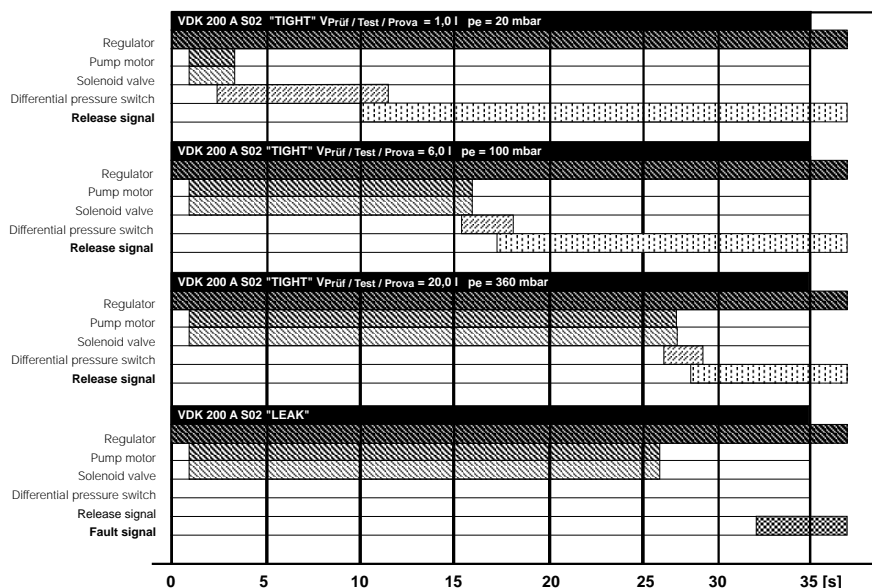 VDK 200 A S02 "TIGHT" VPrüf / Test / Prova = 1,0 l pe = 20 mbar
Regulator
Pump motor
Solenoid valve
Differential pressure switch
Release signal
VDK 200 A S02 "TIGHT" VPrüf / Test / Prova = 6,0 l pe = 100 mbar
Regulator
Pump motor
Solenoid valve
Differential pressure switch
Release signal
VDK 200 A S02 "TIGHT" VPrüf / Test / Prova = 20,0 l pe = 360 mbar
Regulator
Pump motor
Solenoid valve
Differential pressure switch
Release signal
VDK 200 A S02 "LEAK"
Regulator
Pump motor
Solenoid valve
Differential pressure switch
Release signal
Fault signal
0 5 10 15 20 25 30 35 [s]